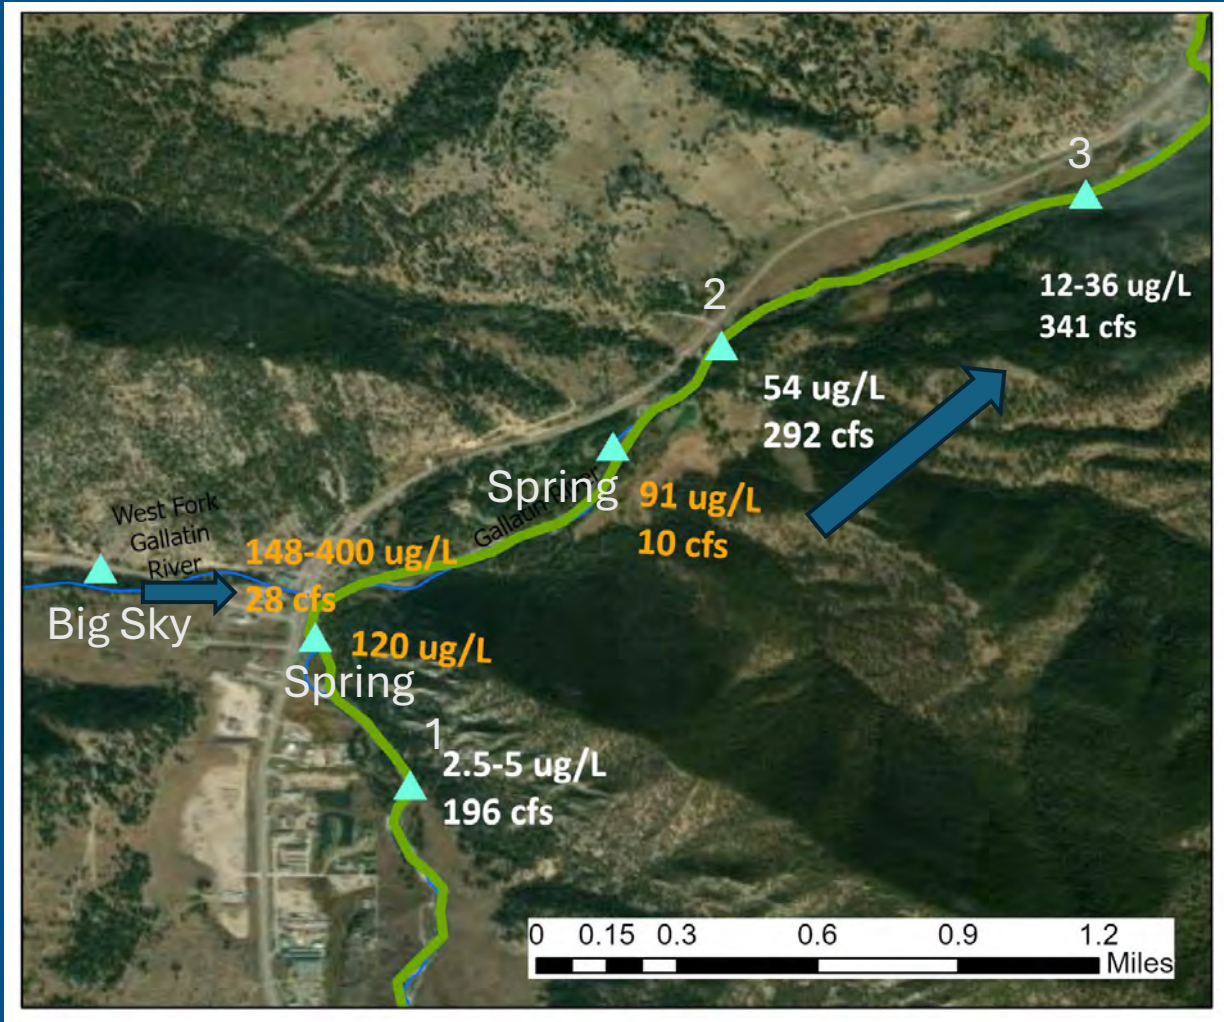 3
12-36 ug/L
341 cfs
2
54 ug/L
292 cfs
Spring
91 ug/L
10 cfs
Gallatin River
West Fork
Gallatin
River
148-400 ug/L
28 cfs
Big Sky
120 ug/L
Spring
1
2.5-5 ug/L
196 cfs
0 0.15 0.3 0.6 0.9 1.2
Miles